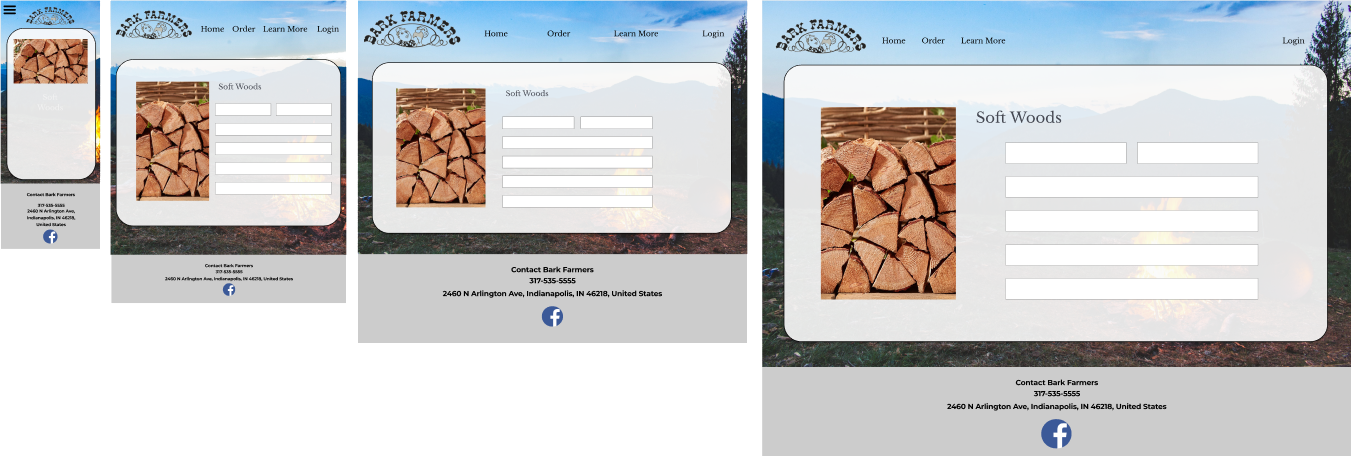 BARK FARMERS
Soft
Woods
Contact Bark Farmers
317-535-5555
2460 N Arlington Ave,
Indianapolis, IN 46218,
United States
BARK FARMERS
Home Order Learn More Login
Soft Woods
Contact Bark Farmers
317-535-5555
2460 N Arlington Ave, Indianapolis, IN 46218, United States
BARK FARMERS
Home Order Learn More Login
Soft Woods
Contact Bark Farmers
317-535-5555
2460 N Arlington Ave, Indianapolis, IN 46218, United States
BARK FARMERS
Home Order Learn More Login
Soft Woods
Contact Bark Farmers
317-535-5555
2460 N Arlington Ave, Indianapolis, IN 46218, United States